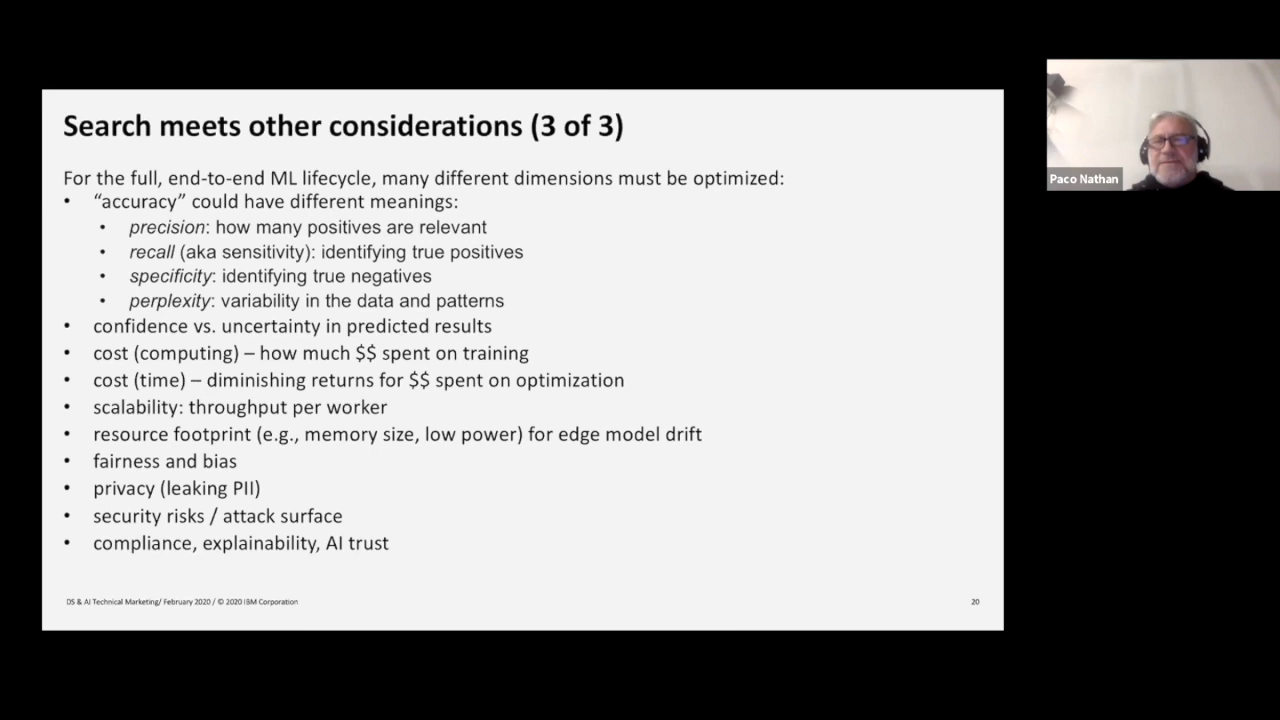 Search meets other considerations (3 of 3)
For the full, end-to-end ML lifecycle, many different dimensions must be optimized:
• “accuracy” could have different meanings:
• precision: how many positives are relevant
• recall (aka sensitivity): identifying true positives
• specificity: identifying true negatives
• perplexity: variability in the data and patterns
• confidence vs. uncertainty in predicted results
• cost (computing) – how much $$ spent on training
• cost (time) – diminishing returns for $$ spent on optimization
• scalability: throughput per worker
• resource footprint (e.g., memory size, low power) for edge model drift
• fairness and bias
• privacy (leaking PII)
• security risks / attack surface
• compliance, explainability, AI trust
DS & AI Technical Marketing/ February 2020 / © 2020 IBM Corporation
20
Paco Nathan